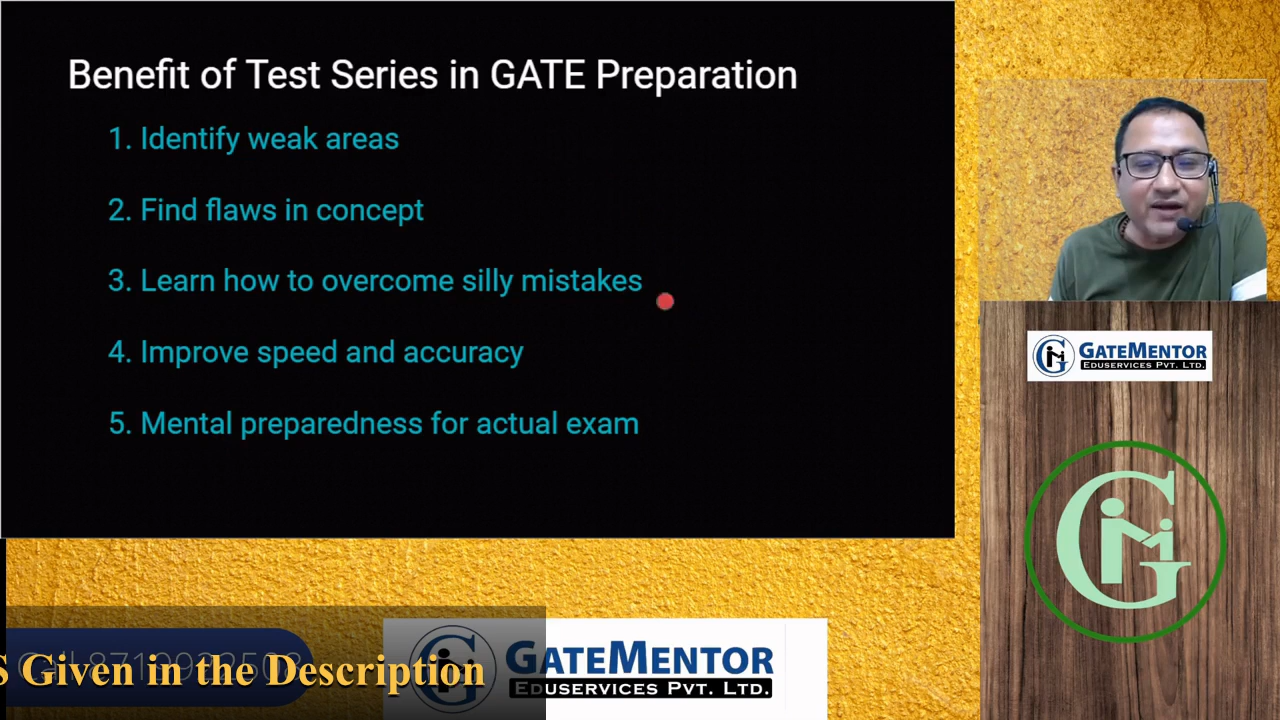 Benefit of Test Series in GATE Preparation
1. Identify weak areas
2. Find flaws in concept
3. Learn how to overcome silly mistakes
4. Improve speed and accuracy
5. Mental preparedness for actual exam
GATEMENTOR
EDUSERVICES PVT. LTD.
S Given in the Description
GATEMENTOR
EDUSERVICES PVT. LTD.